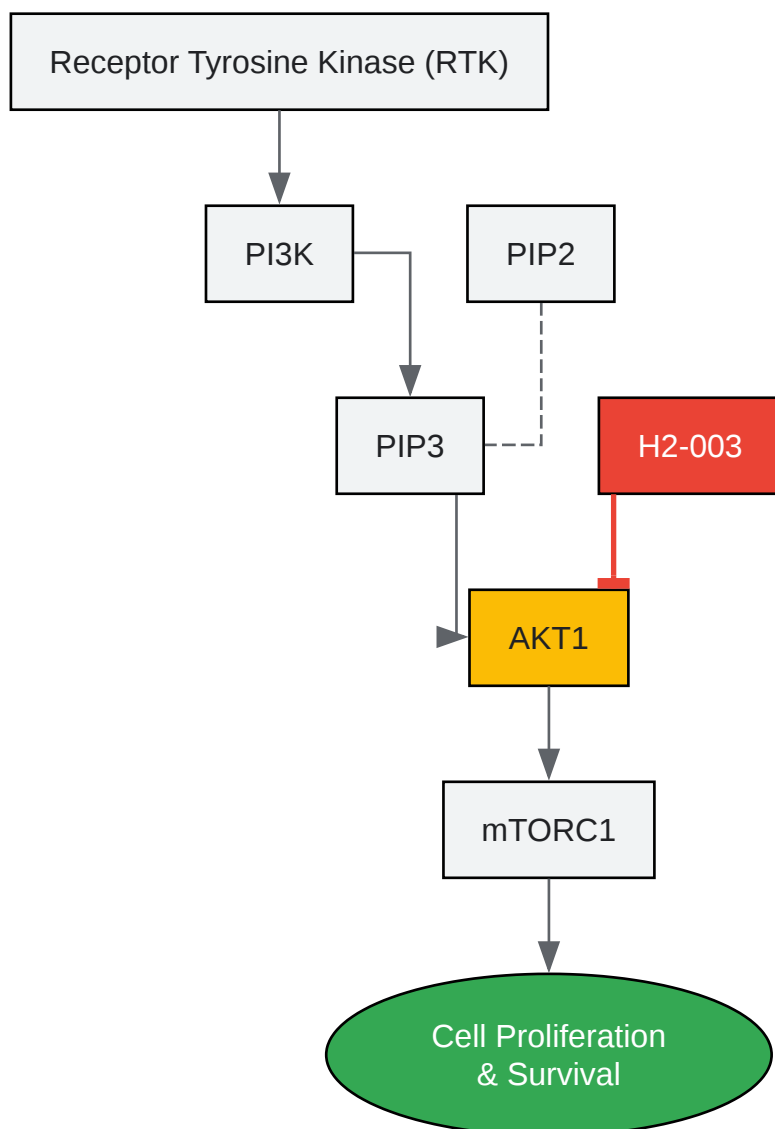 Receptor Tyrosine Kinase (RTK)
PI3K
PIP2
PIP3
H2-003
AKT1
mTORC1
Cell Proliferation
& Survival